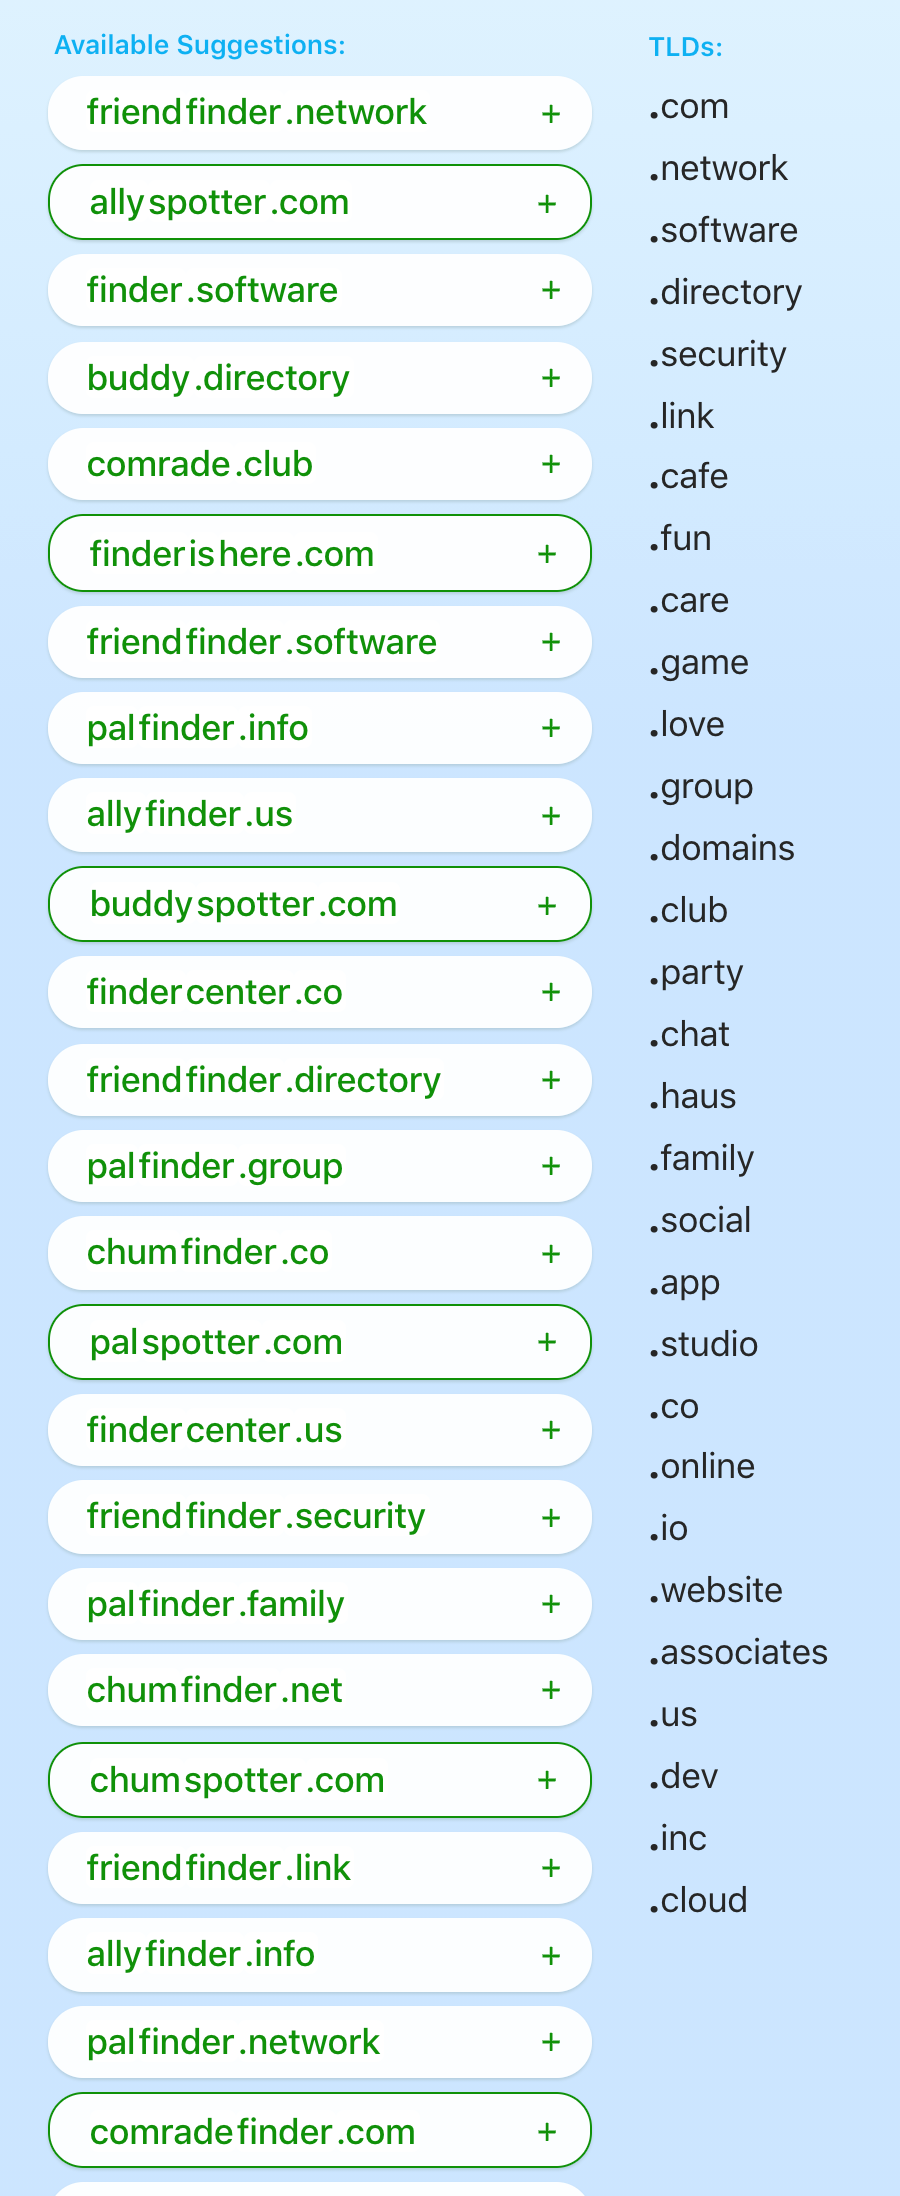 Available Suggestions:
friendfinder.network +
allyspotter.com +
finder.software +
buddy.directory +
comrade.club +
finderishere.com +
friendfinder.software +
palfinder.info +
allyfinder.us +
buddyspotter.com +
findercenter.co +
friendfinder.directory +
palfinder.group +
chumfinder.co +
palspotter.com +
findercenter.us +
friendfinder.security +
palfinder.family +
chumfinder.net +
chumspotter.com +
friendfinder.link +
allyfinder.info +
palfinder.network +
comradefinder.com +
TLDs:
.com
.network
.software
.directory
.security
.link
.cafe
.fun
.care
.game
.love
.group
.domains
.club
.party
.chat
.haus
.family
.social
.app
.studio
.co
.online
.io
.website
.associates
.us
.dev
.inc
.cloud